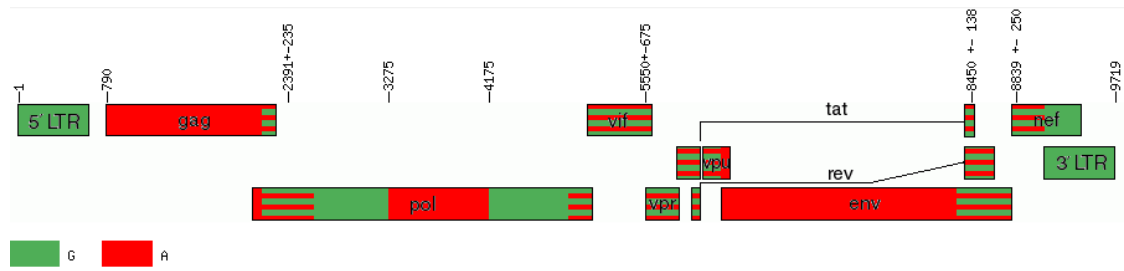 1
790
2391+-235
3275
4175
5550+-675
8450 +- 138
8839 +- 250
9719
5' LTR
gag
vif
tat
nef
vpu
3' LTR
rev
pol
vpr
env
G
A